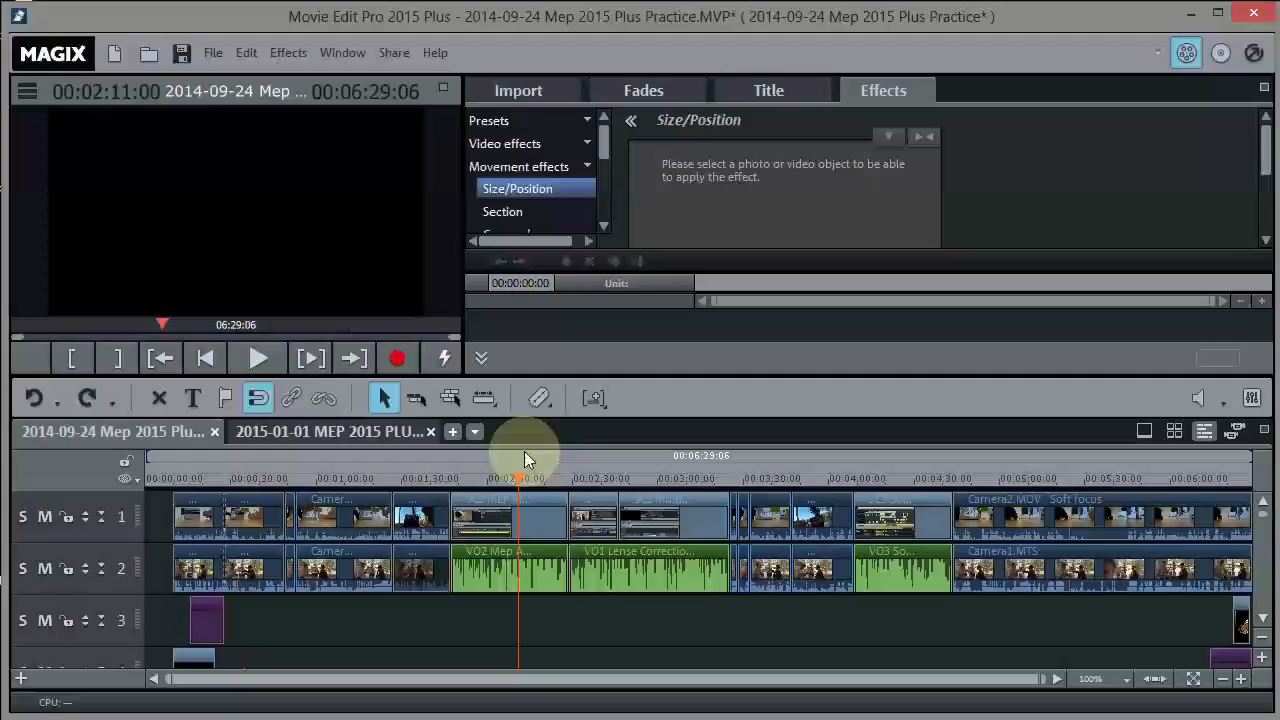 Movie Edit Pro 2015 Plus - 2014-09-24 Mep 2015 Plus Practice.MVP* ( 2014-09-24 Mep 2015 Plus Practice* )
MAGIX File Edit Effects Window Share Help
00:02:11:00 2014-09-24 Mep ... 00:06:29:06
Import Fades Title Effects
Presets
Video effects
Movement effects
Size/Position
Section
Size/Position
Please select a photo or video object to be able
to apply the effect.
00:00:00:00 Unit:
06:29:06
2014-09-24 Mep 2015 Plu... 2015-01-01 MEP 2015 PLU...
00:06:29:06
00:00:00:00 00:00:30:00 00:01:00:00 00:01:30:00 00:02:00:00 00:02:30:00 00:03:00:00 00:04:00:00 00:04:30:00 00:05:00:00 00:05:30:00 00:06:00:00
S M 1
... ... Camer... ... ... ... Camera2.MOV Soft focus
S M 2
... ... Camer... ... VO2 Mep A... VO1 Lense Correctio... ... ... VO3 So... Camera1.MTS
S M 3
100%
CPU: —